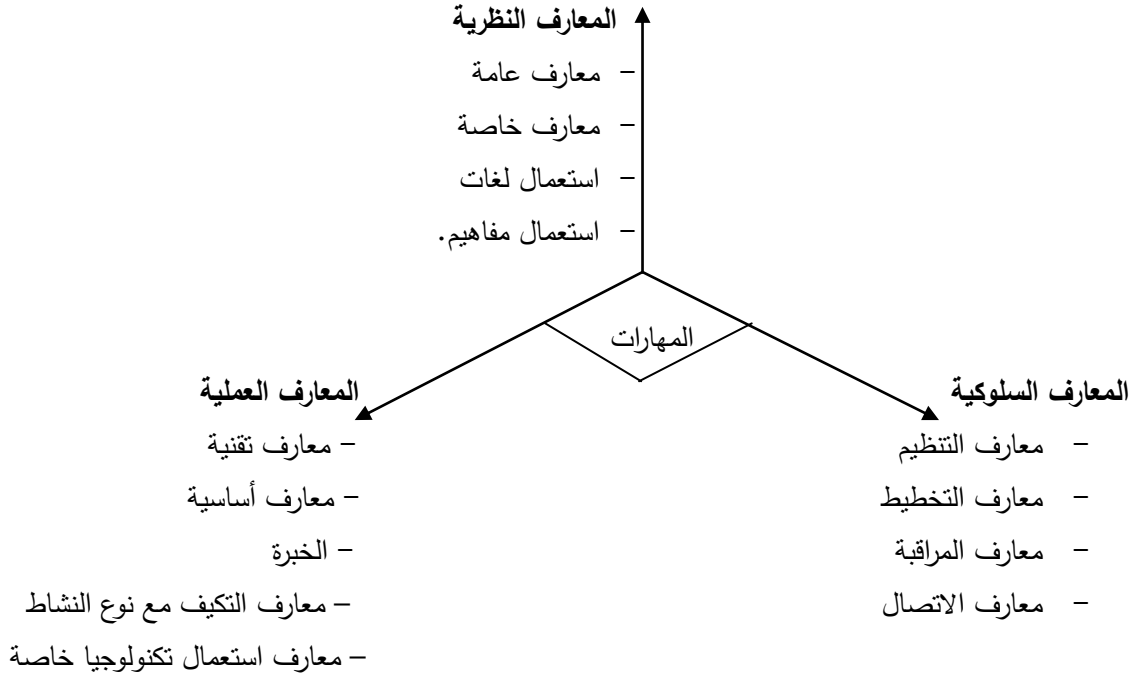 المعارف النظرية
– معارف عامة
– معارف خاصة
– استعمال لغات
– استعمال مفاهيم.
المهارات
المعارف السلوكية
– معارف التنظيم
– معارف التخطيط
– معارف المراقبة
– معارف الاتصال
المعارف العملية
– معارف تقنية
– معارف أساسية
– الخبرة
– معارف التكيف مع نوع النشاط
– معارف استعمال تكنولوجيا خاصة